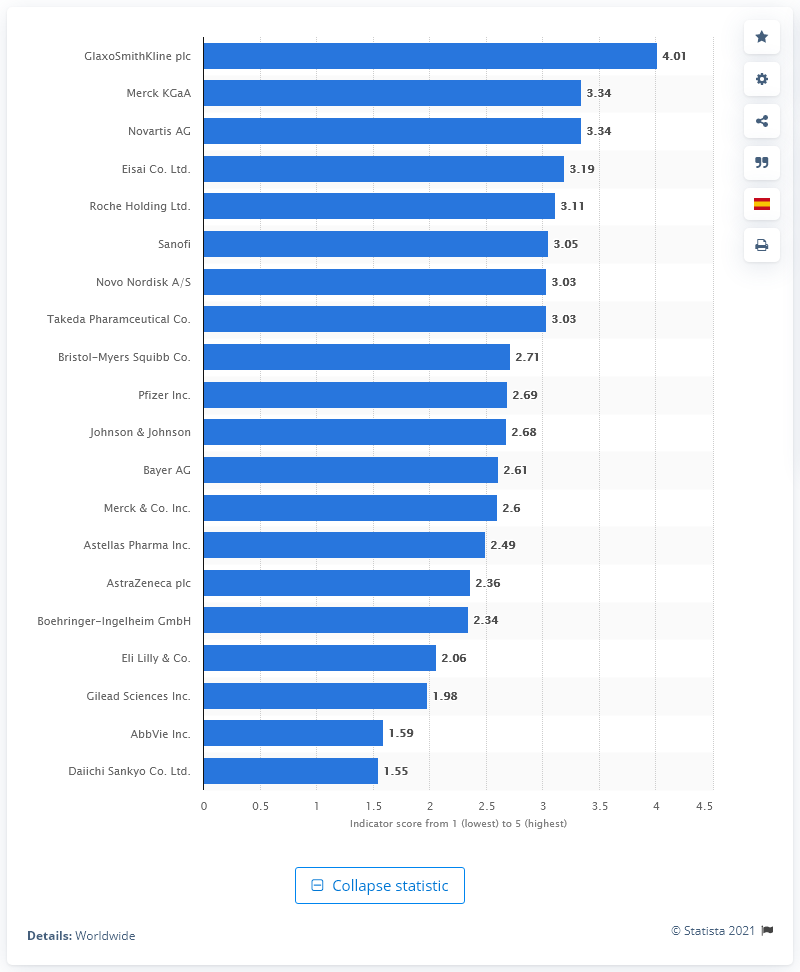 GlaxoSmithKline plc 4.01
Merck KGaA 3.34
Novartis AG 3.34
Eisai Co. Ltd. 3.19
Roche Holding Ltd. 3.11
Sanofi 3.05
Novo Nordisk A/S 3.03
Takeda Pharamceutical Co. 3.03
Bristol-Myers Squibb Co. 2.71
Pfizer Inc. 2.69
Johnson & Johnson 2.68
Bayer AG 2.61
Merck & Co. Inc. 2.6
Astellas Pharma Inc. 2.49
AstraZeneca plc 2.36
Boehringer-Ingelheim GmbH 2.34
Eli Lilly & Co. 2.06
Gilead Sciences Inc. 1.98
AbbVie Inc. 1.59
Daiichi Sankyo Co. Ltd. 1.55
0 0.5 1 1.5 2 2.5 3 3.5 4 4.5
Indicator score from 1 (lowest) to 5 (highest)
Collapse statistic
© Statista 2021
Details: Worldwide